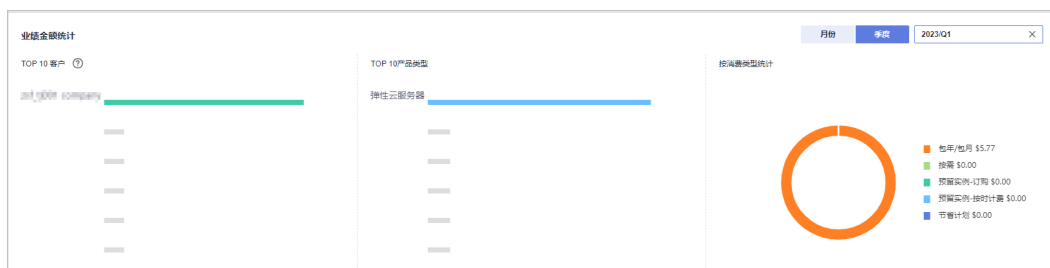 业绩金额统计
月份 季度 2023/Q1
TOP 10 客户
TOP 10产品类型
按消费类型统计
company
弹性云服务器
包年/包月 $5.77
按需 $0.00
预留实例-订购 $0.00
预留实例-按时计费 $0.00
节省计划 $0.00